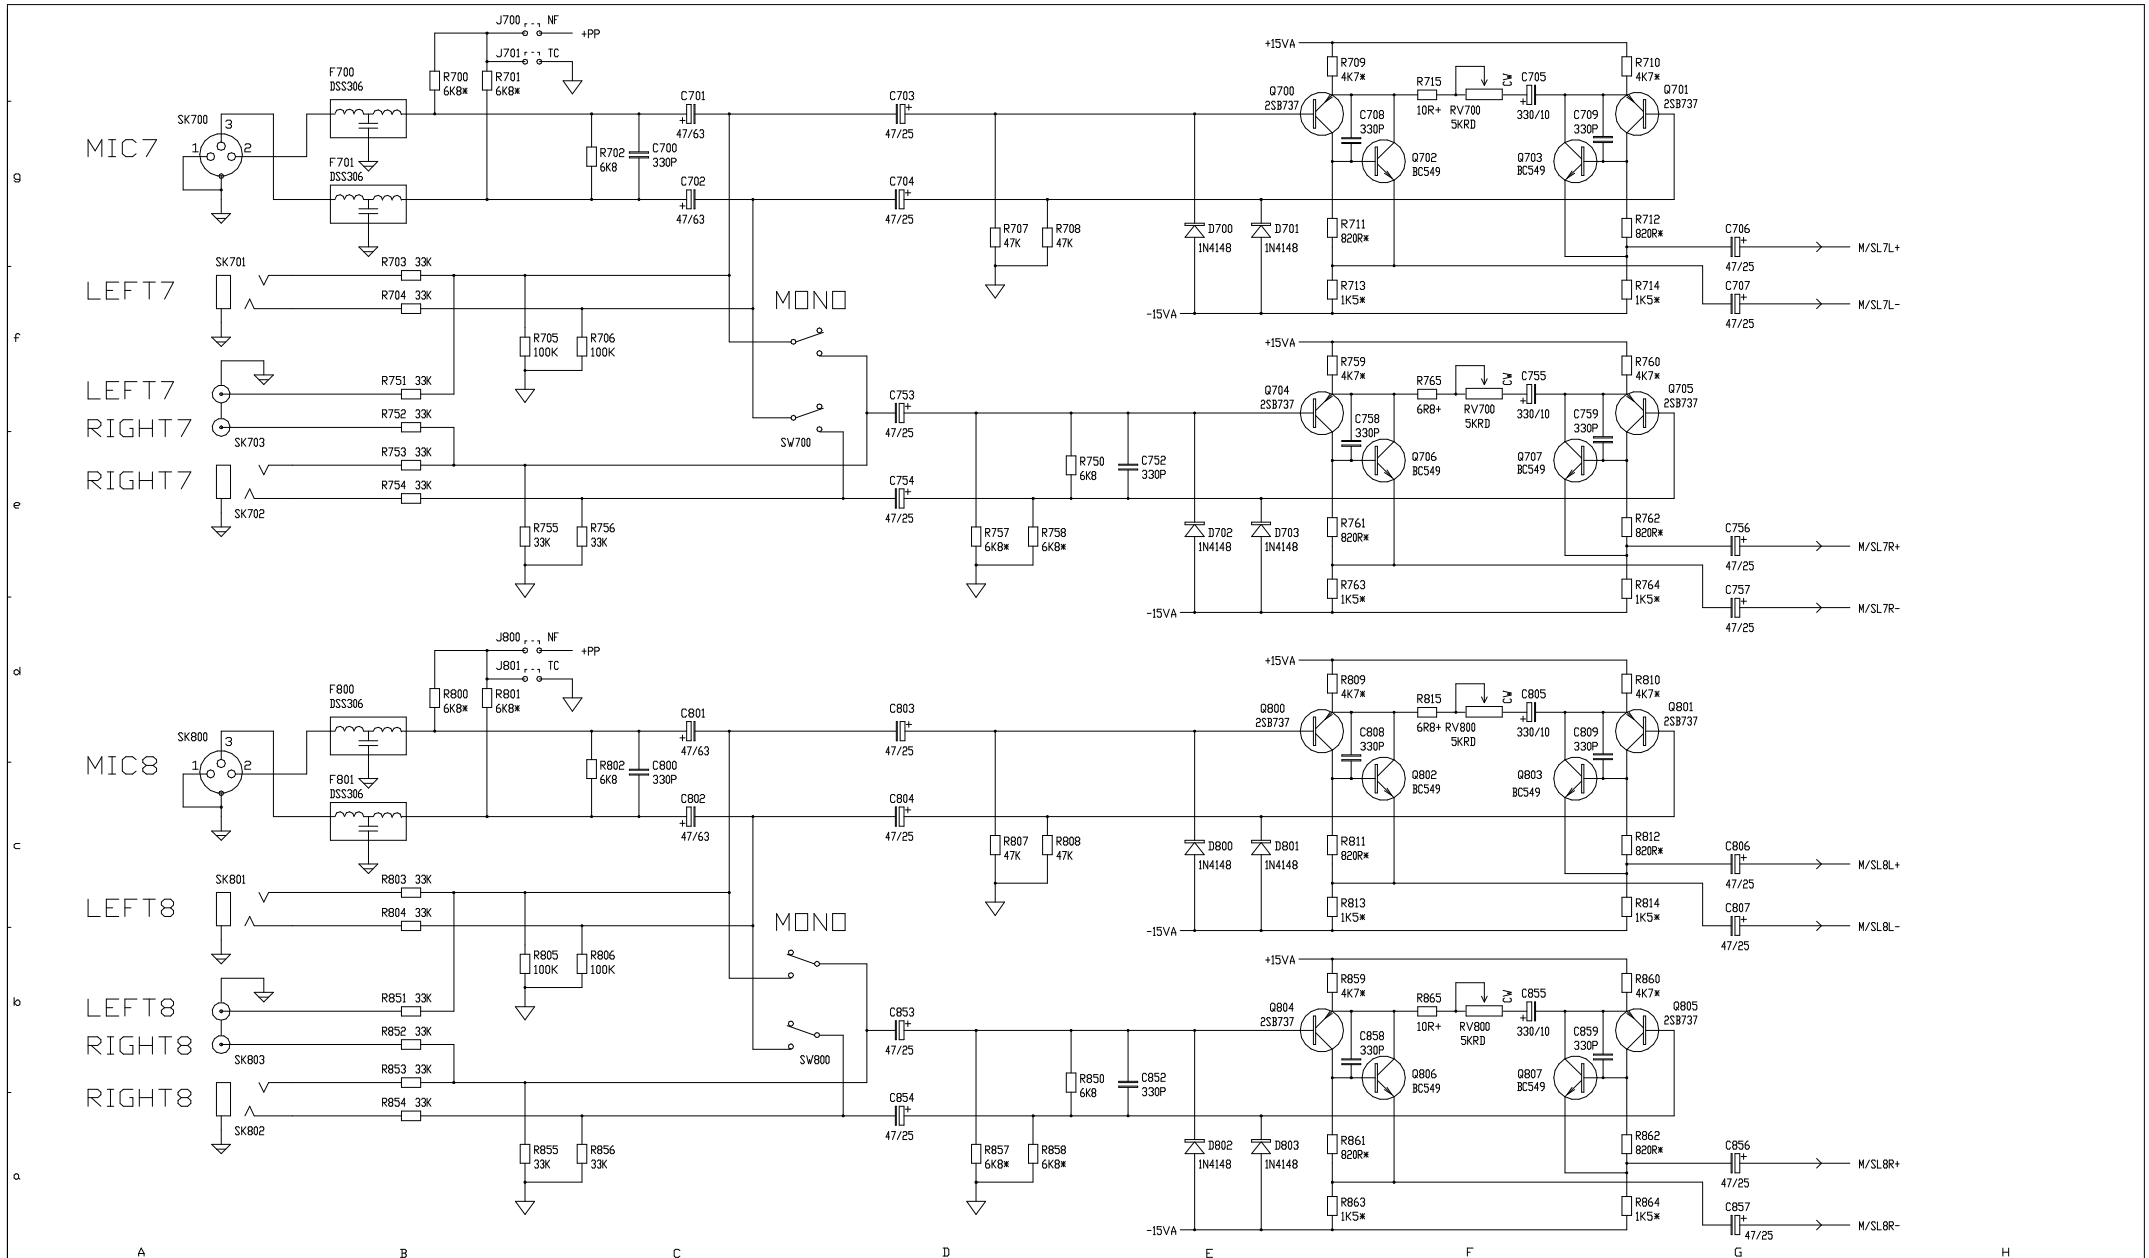 J700 NF
+PP
J701 TC
F700
DSS306
R700
6K8*
R701
6K8*
SK700
3
1
2
MIC7
F701
DSS306
R702
6K8
C700
330P
C701
47/63
C702
47/63
C703
47/25
C704
47/25
R707
47K
R708
47K
+15VA
R709
4K7*
Q700
2SB737
C708
330P
R715
10R+
RV700
5KRD
CW
C705
330/10
C709
330P
R710
4K7*
Q701
2SB737
Q702
BC549
Q703
BC549
D700
1N4148
D701
1N4148
R711
820R*
R712
820R*
R713
1K5*
R714
1K5*
-15VA
C706
47/25
M/SL7L+
C707
47/25
M/SL7L-
g
LEFT7
SK701
R703 33K
R704 33K
R705
100K
R706
100K
MONO
f
LEFT7
RIGHT7
SK703
R751 33K
R752 33K
RIGHT7
SK702
R753 33K
R754 33K
R755
33K
R756
33K
SW700
C753
47/25
C754
47/25
R757
6K8*
R758
6K8*
R750
6K8
C752
330P
+15VA
R759
4K7*
Q704
2SB737
C758
330P
R765
6R8+
RV700
5KRD
CW
C755
330/10
C759
330P
R760
4K7*
Q705
2SB737
Q706
BC549
Q707
BC549
D702
1N4148
D703
1N4148
R761
820R*
R762
820R*
R763
1K5*
R764
1K5*
-15VA
C756
47/25
M/SL7R+
C757
47/25
M/SL7R-
e
J800 NF
+PP
J801 TC
d
F800
DSS306
R800
6K8*
R801
6K8*
SK800
3
1
2
MIC8
F801
DSS306
R802
6K8
C800
330P
C801
47/63
C802
47/63
C803
47/25
C804
47/25
R807
47K
R808
47K
+15VA
R809
4K7*
Q800
2SB737
C808
330P
R815
6R8+
RV800
5KRD
CW
C805
330/10
C809
330P
R810
4K7*
Q801
2SB737
Q802
BC549
Q803
BC549
D800
1N4148
D801
1N4148
R811
820R*
R812
820R*
R813
1K5*
R814
1K5*
-15VA
C806
47/25
M/SL8L+
C807
47/25
M/SL8L-
c
LEFT8
SK801
R803 33K
R804 33K
R805
100K
R806
100K
MONO
b
LEFT8
RIGHT8
SK803
R851 33K
R852 33K
RIGHT8
SK802
R853 33K
R854 33K
R855
33K
R856
33K
SW800
C853
47/25
C854
47/25
R857
6K8*
R858
6K8*
R850
6K8
C852
330P
+15VA
R859
4K7*
Q804
2SB737
C858
330P
R865
10R+
RV800
5KRD
CW
C855
330/10
C859
330P
R860
4K7*
Q805
2SB737
Q806
BC549
Q807
BC549
D802
1N4148
D803
1N4148
R861
820R*
R862
820R*
R863
1K5*
R864
1K5*
-15VA
C856
47/25
M/SL8R+
C857
47/25
M/SL8R-
a
A B C D E F G H